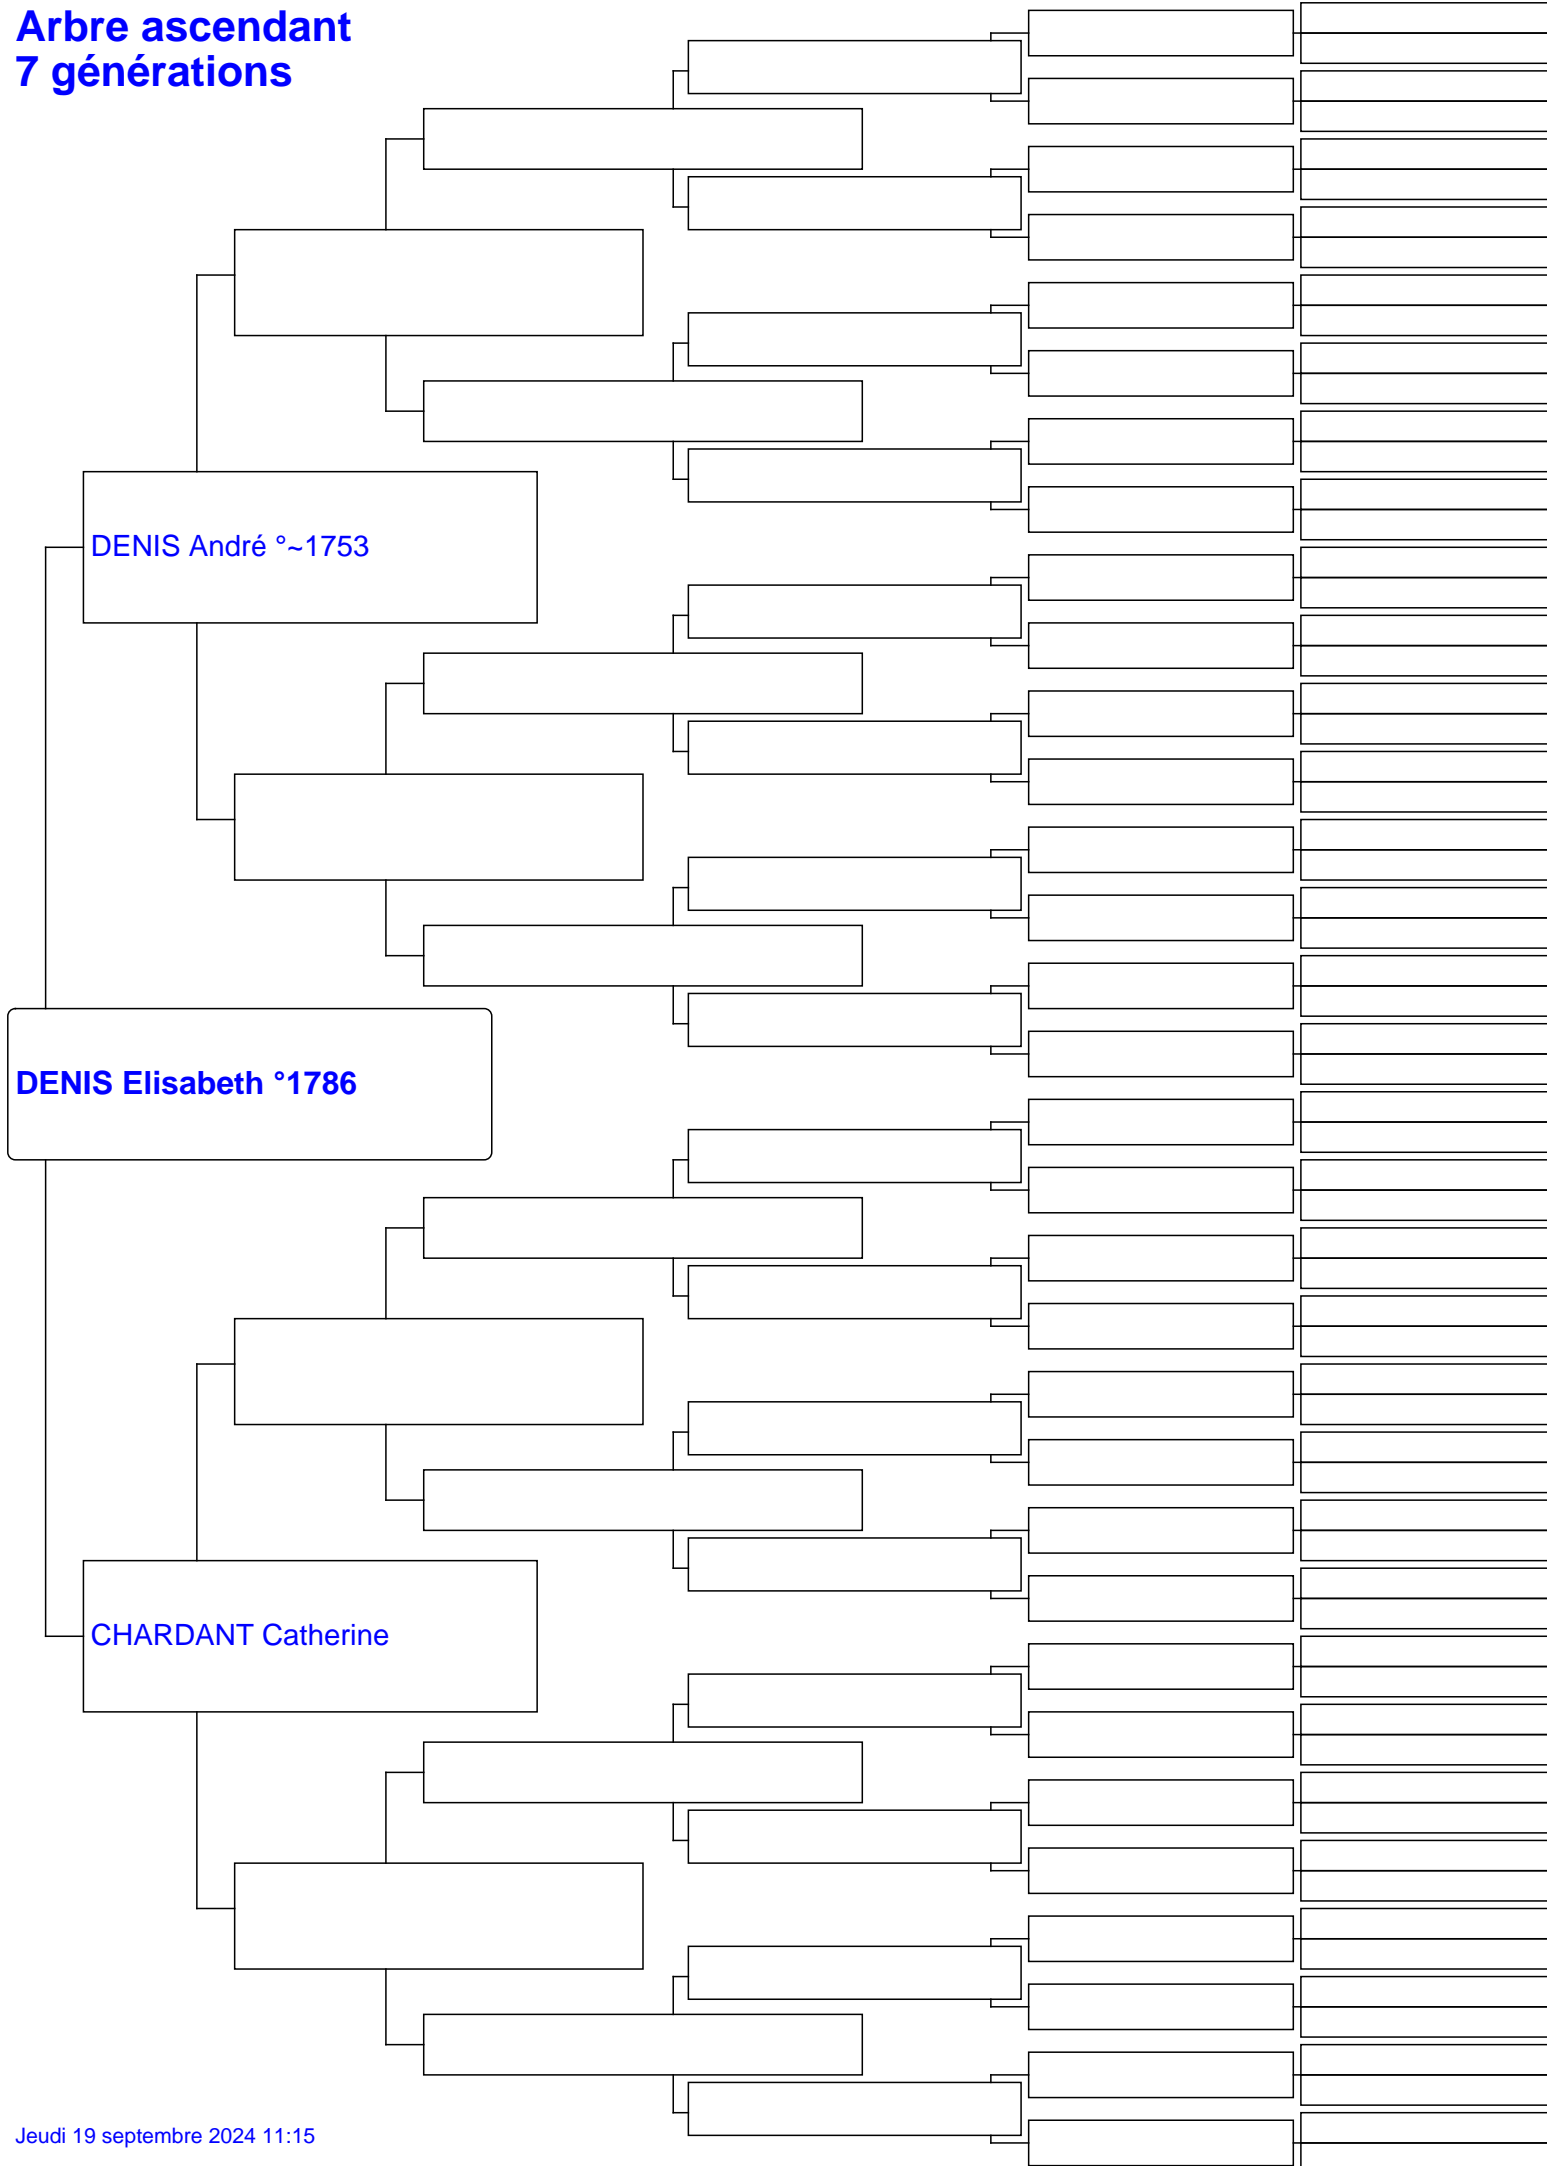 Arbre ascendant
7 générations
DENIS André °~1753
DENIS Elisabeth °1786
CHARDANT Catherine
Jeudi 19 septembre 2024 11:15